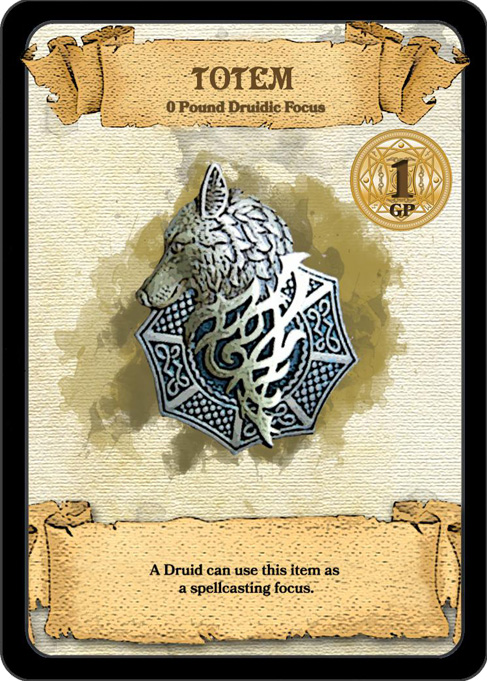 TOTEM
0 Pound Druidic Focus
1
GP
A Druid can use this item as
a spellcasting focus.